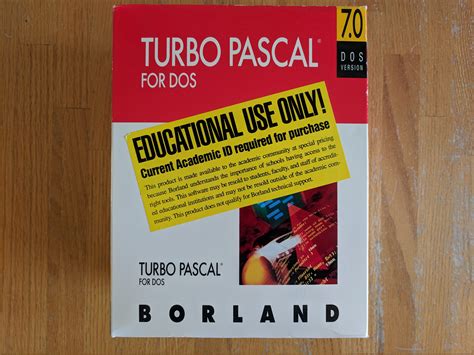 TURBO PASCAL®
FOR DOS
7.0
DOS
VERSION
EDUCATIONAL USE ONLY!
Current Academic ID required for purchase
This product is made available to the academic community at special pricing
because Borland understands the importance of schools having access to the
right tools. This software may be resold to students, faculty, and staff of accredit-
ed educational institutions and may not be resold outside of the academic com-
munity. This product does not qualify for Borland technical support.
TURBO PASCAL®
FOR DOS
BORLAND